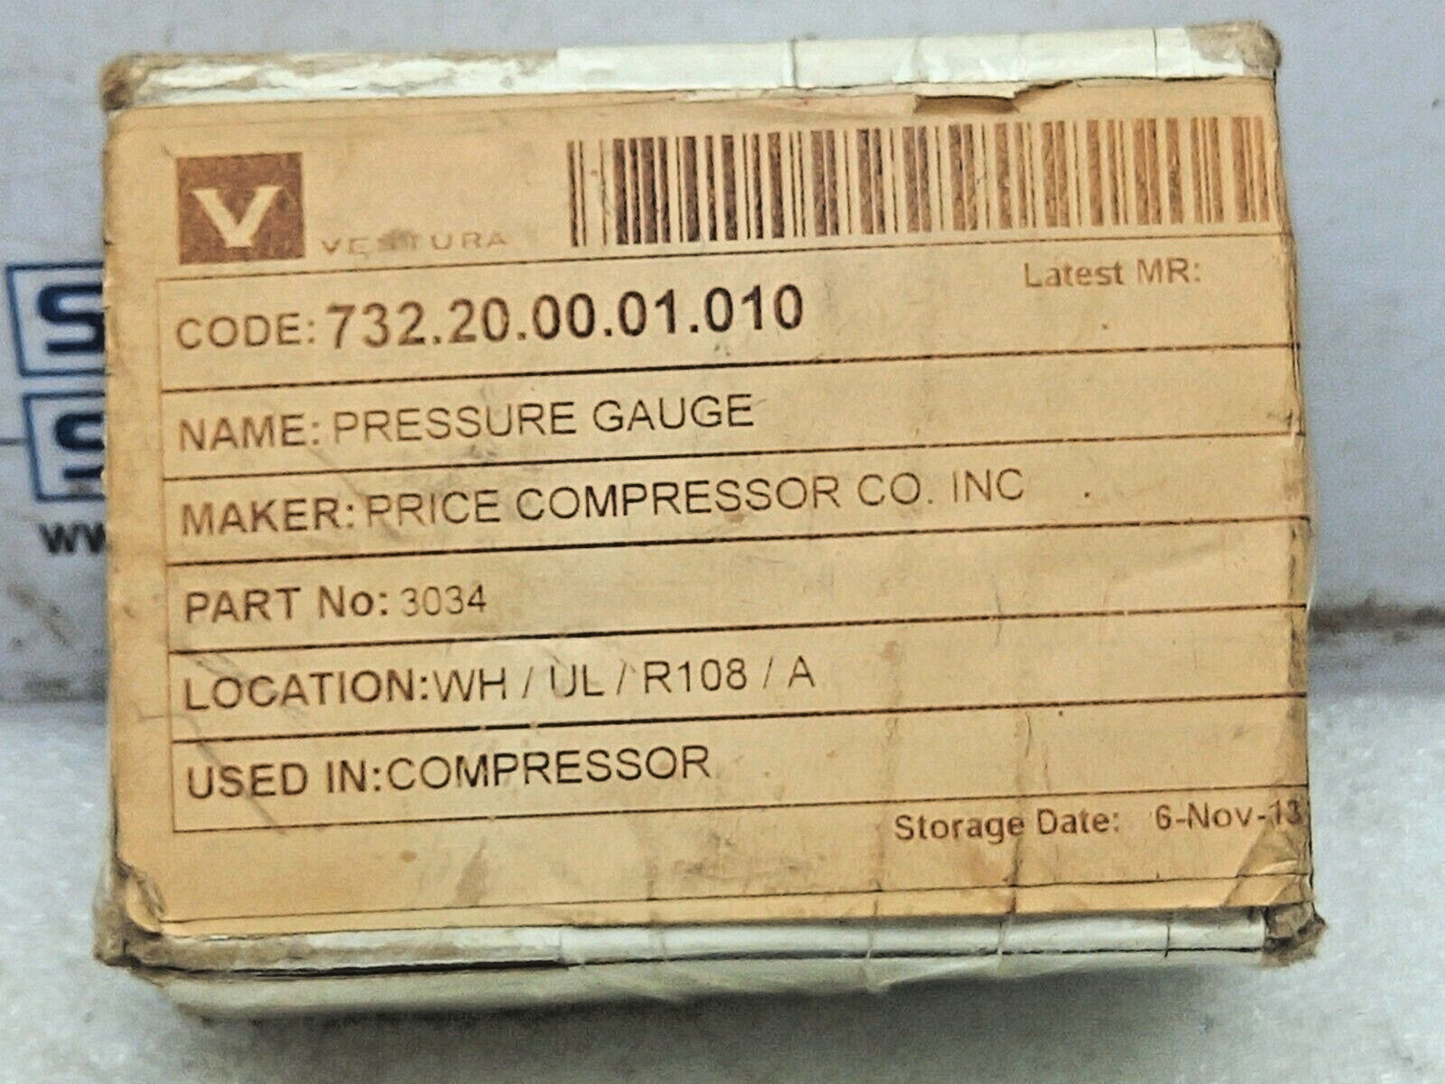 V VENTURA
Latest MR:
CODE: 732.20.00.01.010
NAME: PRESSURE GAUGE
MAKER: PRICE COMPRESSOR CO. INC
PART No: 3034
LOCATION: WH / UL / R108 / A
USED IN: COMPRESSOR
Storage Date: 6-Nov-13